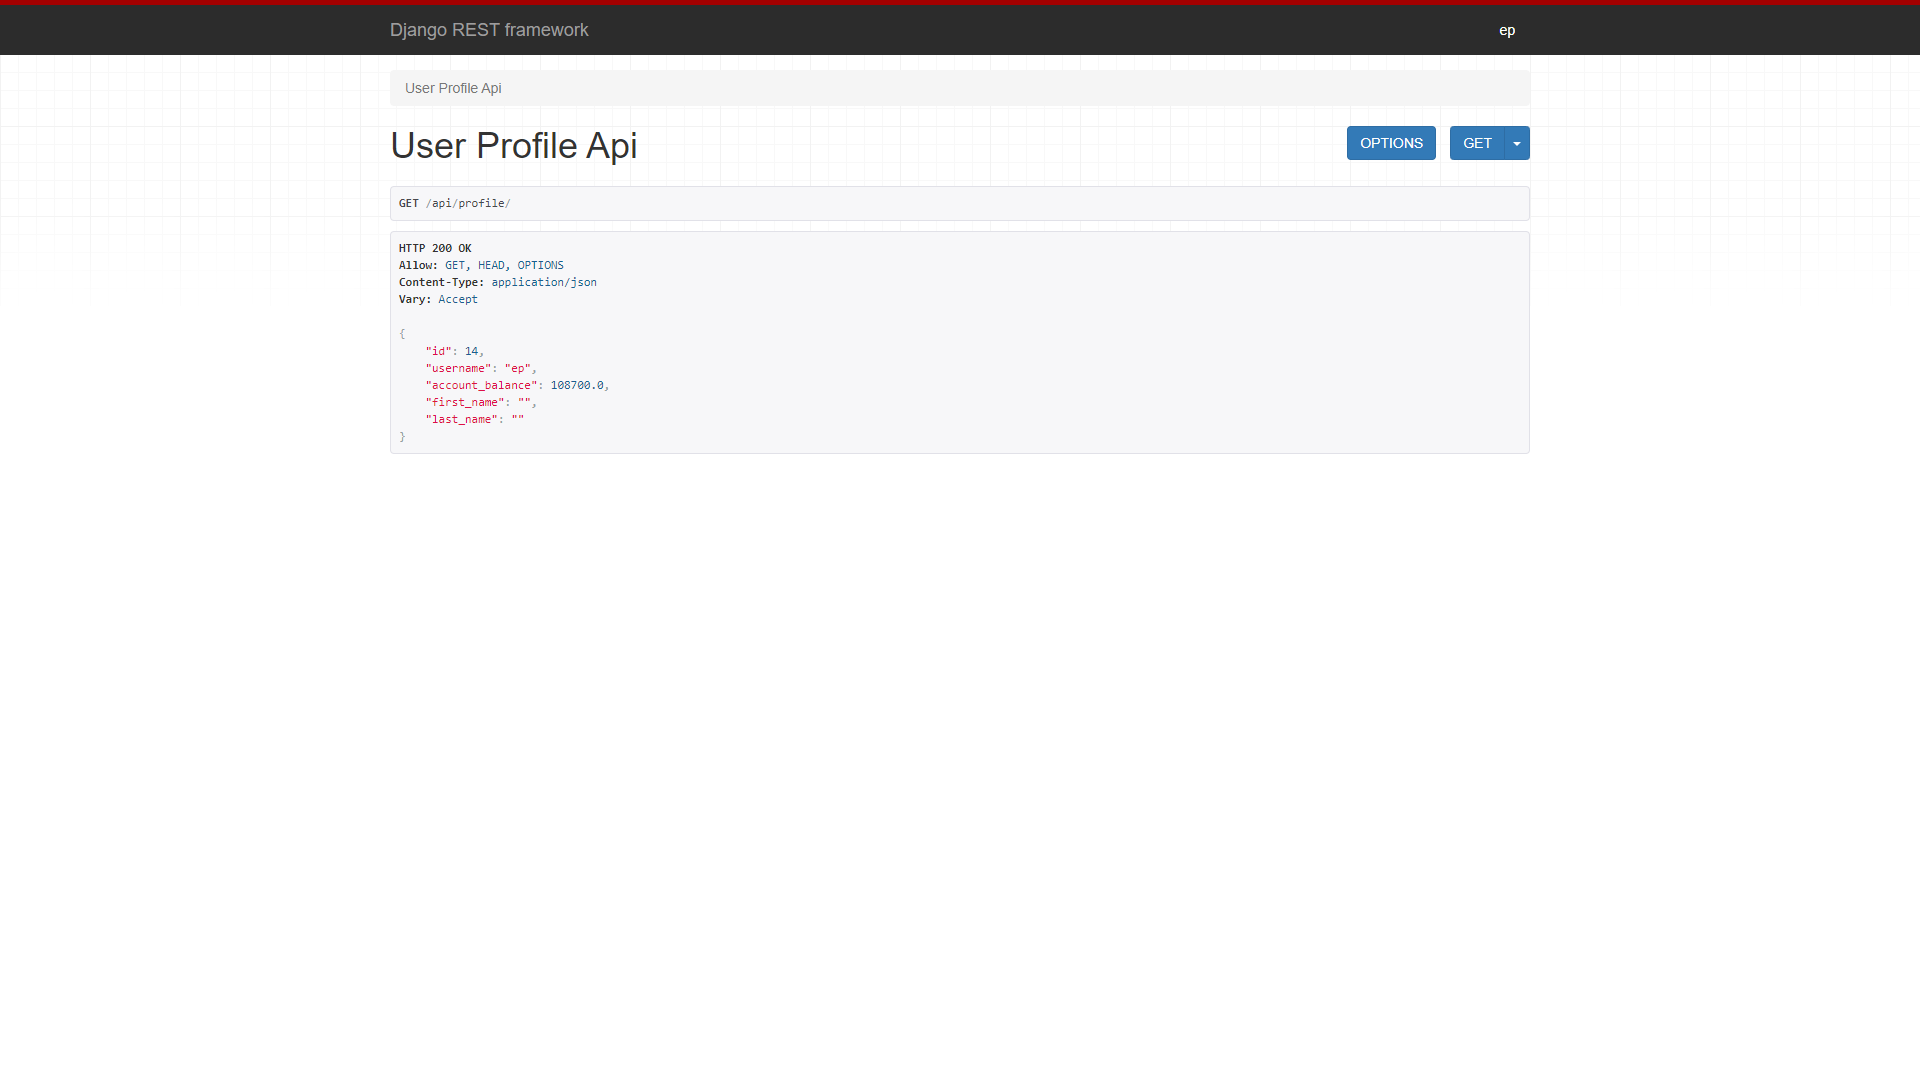 Django REST framework
ep
User Profile Api
User Profile Api
OPTIONS
GET
GET /api/profile/
HTTP 200 OK
Allow: GET, HEAD, OPTIONS
Content-Type: application/json
Vary: Accept
{
    "id": 14,
    "username": "ep",
    "account_balance": 108700.0,
    "first_name": "",
    "last_name": ""
}